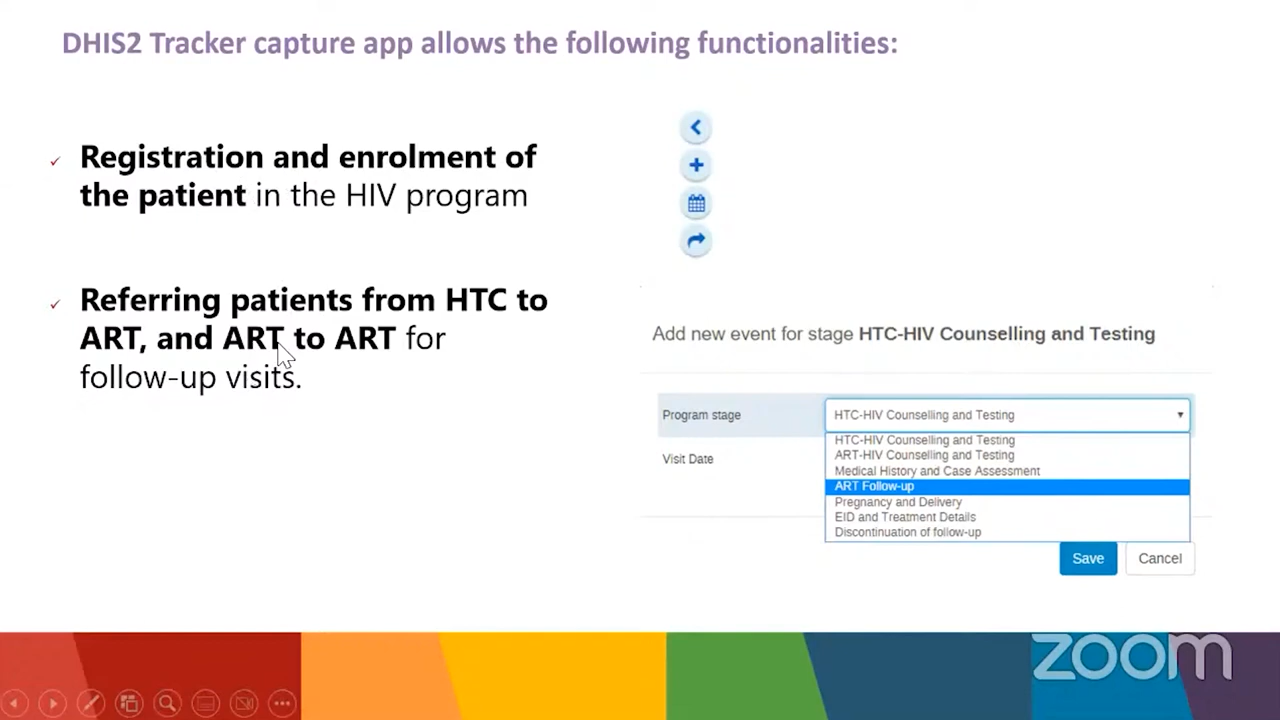 DHIS2 Tracker capture app allows the following functionalities:
Registration and enrolment of
the patient in the HIV program
Referring patients from HTC to
ART, and ART to ART for
follow-up visits.
Add new event for stage HTC-HIV Counselling and Testing
Program stage
HTC-HIV Counselling and Testing
HTC-HIV Counselling and Testing
ART-HIV Counselling and Testing
Visit Date
Medical History and Case Assessment
ART Follow-up
Pregnancy and Delivery
EID and Treatment Details
Discontinuation of follow-up
Save
Cancel
zoom